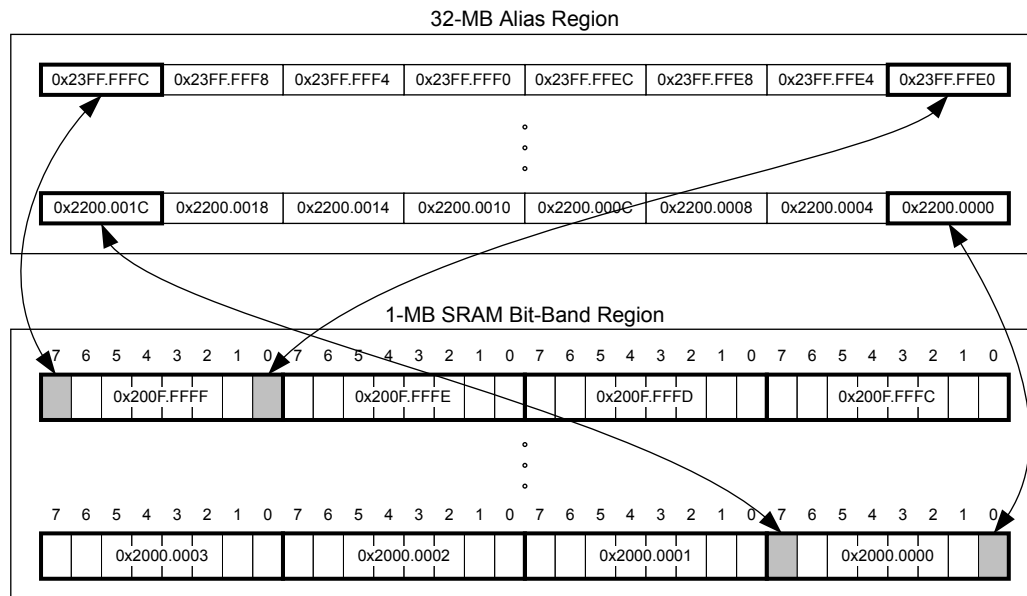 32-MB Alias Region
0x23FF.FFFC 0x23FF.FFF8 0x23FF.FFF4 0x23FF.FFF0 0x23FF.FFEC 0x23FF.FFE8 0x23FF.FFE4 0x23FF.FFE0
0x2200.001C 0x2200.0018 0x2200.0014 0x2200.0010 0x2200.000C 0x2200.0008 0x2200.0004 0x2200.0000
1-MB SRAM Bit-Band Region
7 6 5 4 3 2 1 0 7 6 5 4 3 2 1 0 7 6 5 4 3 2 1 0 7 6 5 4 3 2 1 0
0x200F.FFFF 0x200F.FFFE 0x200F.FFFD 0x200F.FFFC
7 6 5 4 3 2 1 0 7 6 5 4 3 2 1 0 7 6 5 4 3 2 1 0 7 6 5 4 3 2 1 0
0x2000.0003 0x2000.0002 0x2000.0001 0x2000.0000